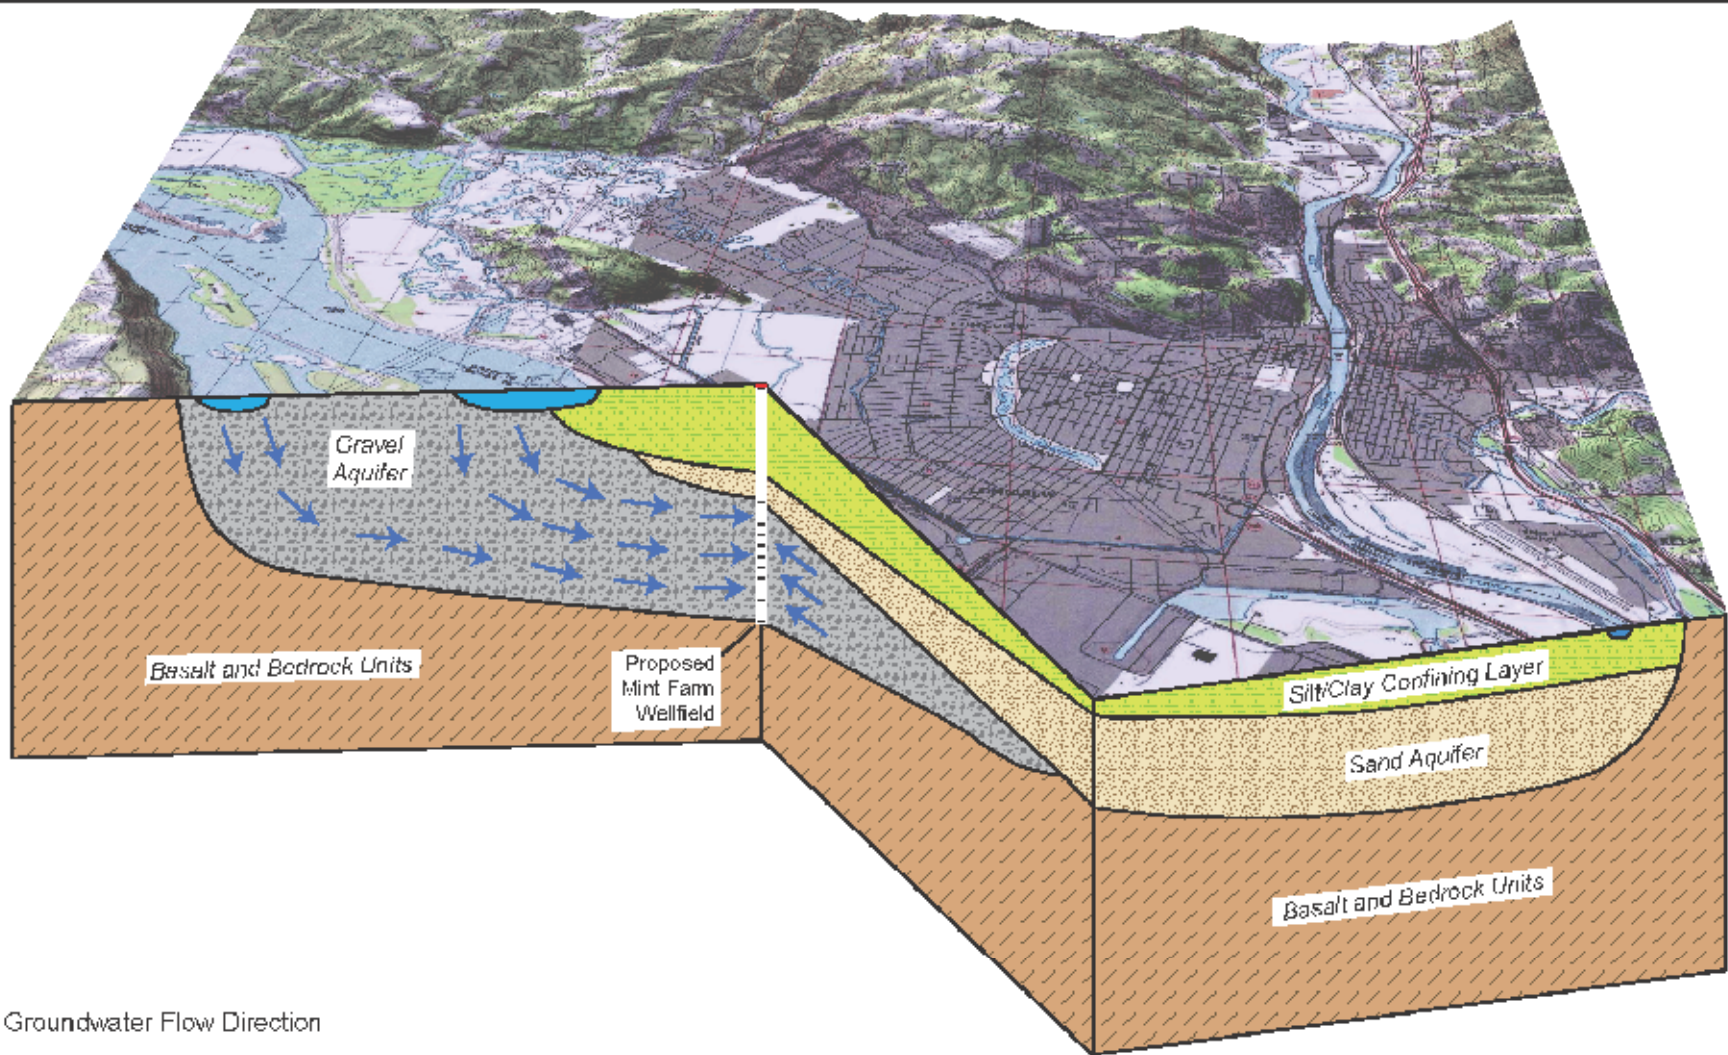 Gravel
Aquifer
Basalt and Bedrock Units
Proposed
Mint Farm
Wellfield
Silt/Clay Confining Layer
Sand Aquifer
Basalt and Bedrock Units
Groundwater Flow Direction